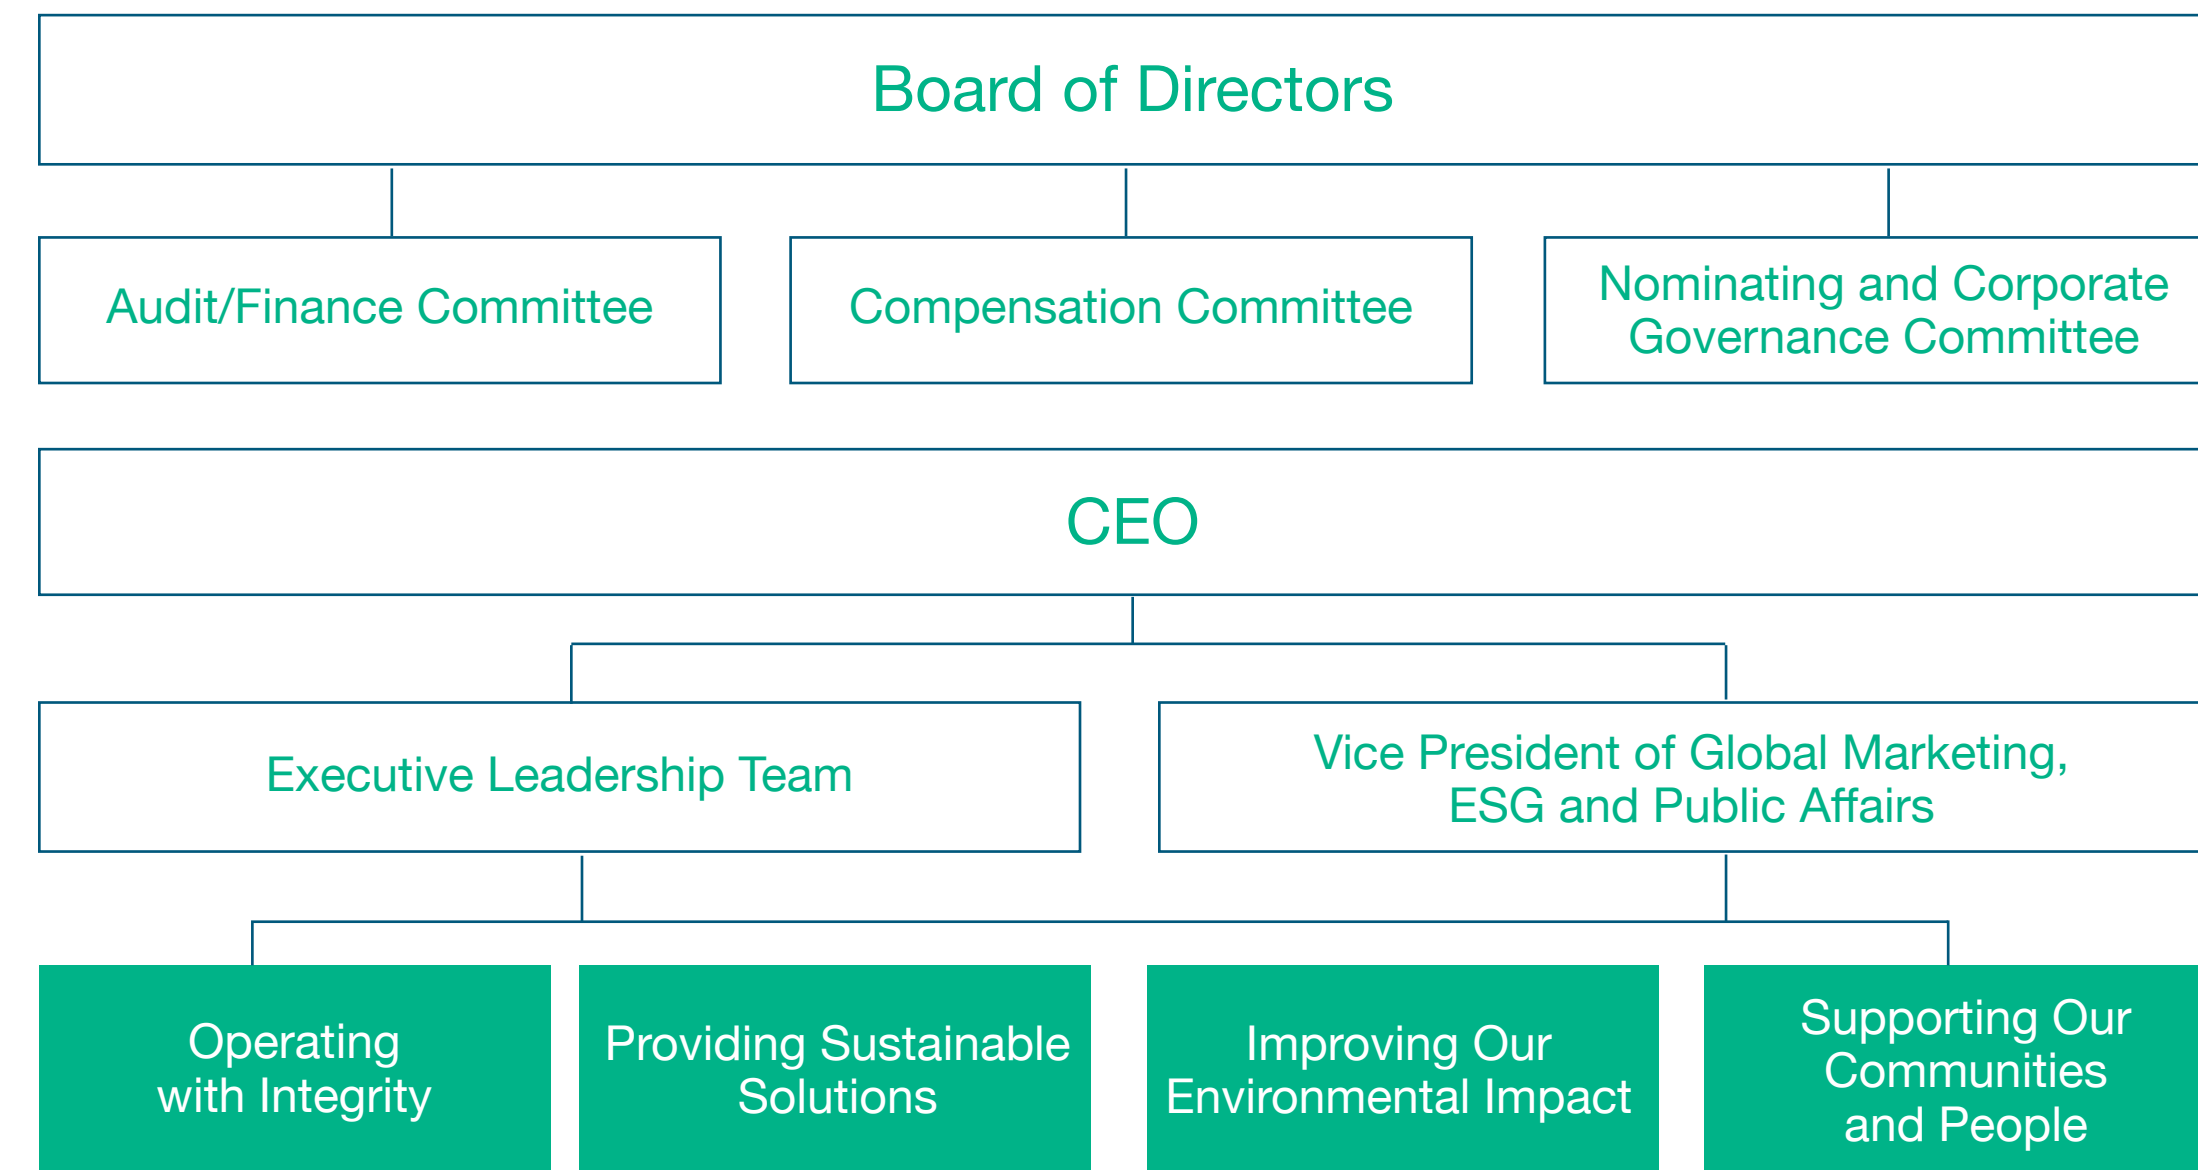 Board of Directors
Audit/Finance Committee
Compensation Committee
Nominating and Corporate
Governance Committee
CEO
Executive Leadership Team
Vice President of Global Marketing,
ESG and Public Affairs
Operating
with Integrity
Providing Sustainable
Solutions
Improving Our
Environmental Impact
Supporting Our
Communities
and People